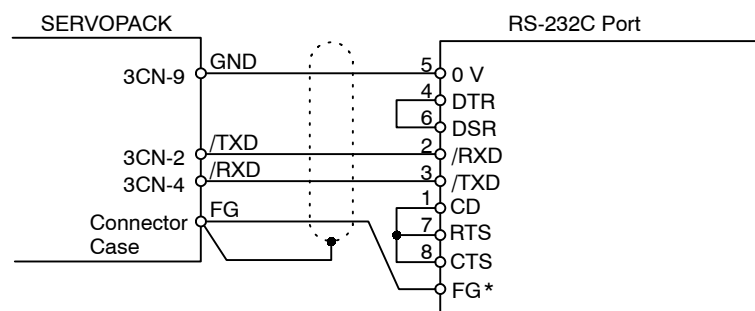 SERVOPACK
RS-232C Port
3CN-9
GND
5
0 V
4
DTR
6
DSR
3CN-2
/TXD
2
/RXD
3CN-4
/RXD
3
/TXD
1
CD
Connector
Case
FG
7
RTS
8
CTS
FG*